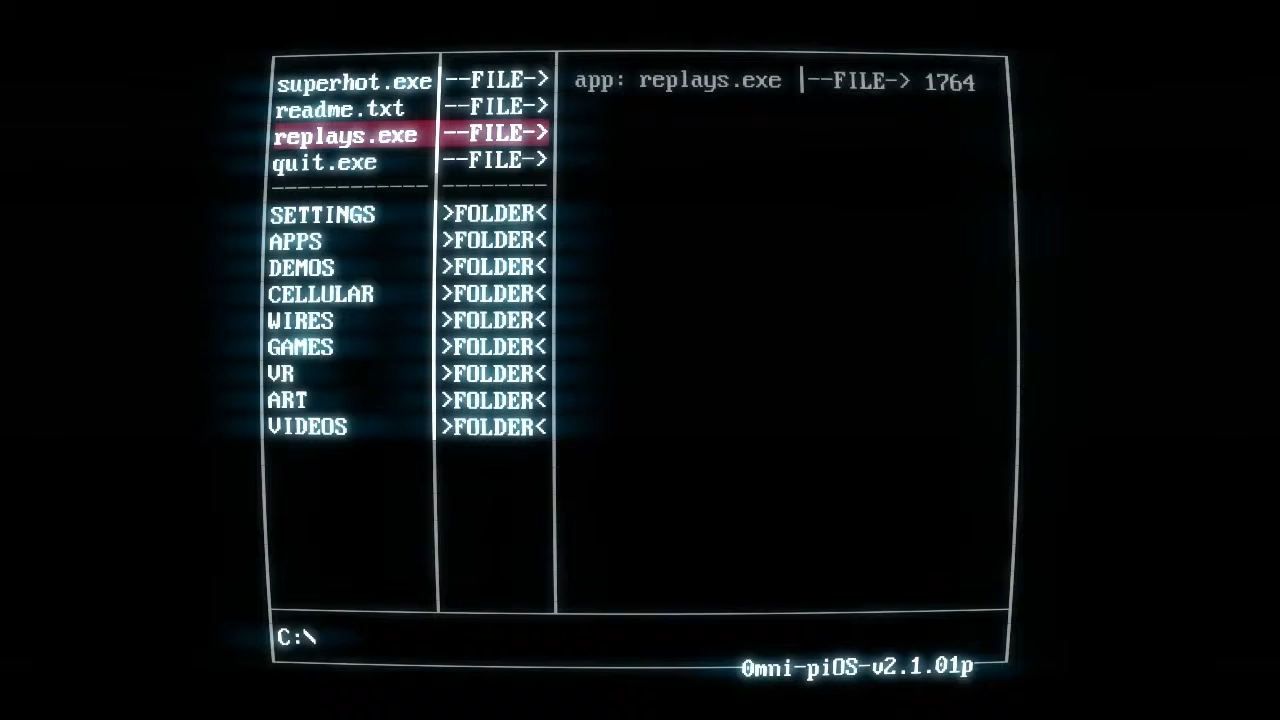 superhot.exe --FILE-> app: replays.exe |--FILE-> 1764
readme.txt --FILE->
replays.exe --FILE->
quit.exe --FILE->
------------ --------
SETTINGS >FOLDER<
APPS >FOLDER<
DEMOS >FOLDER<
CELLULAR >FOLDER<
WIRES >FOLDER<
GAMES >FOLDER<
VR >FOLDER<
ART >FOLDER<
VIDEOS >FOLDER<
C:\
0mni-piOS-v2.1.01p